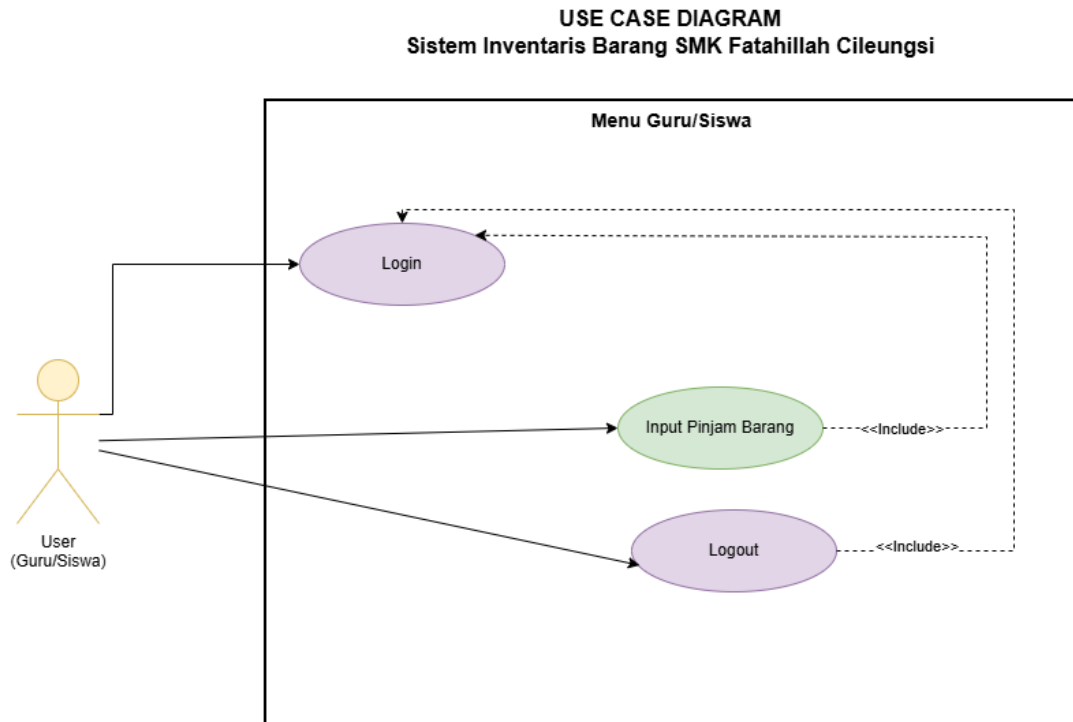 USE CASE DIAGRAM
Sistem Inventaris Barang SMK Fatahillah Cileungsi
Menu Guru/Siswa
Login
Input Pinjam Barang
<<Include>>
Logout
<<Include>>
User
(Guru/Siswa)